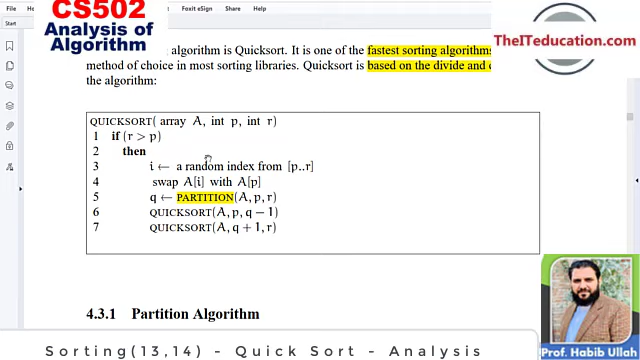 CS502
Analysis of
Algorithm
Foxit eSign
Share
TheITeducation.com
Start
algorithm is Quicksort. It is one of the fastest sorting algorithms
method of choice in most sorting libraries. Quicksort is based on the divide and
the algorithm:
QUICKSORT( array A, int p, int r)
1 if (r > p)
2 then
3 i ← a random index from [p..r]
4 swap A[i] with A[p]
5 q ← PARTITION(A, p, r)
6 QUICKSORT(A, p, q − 1)
7 QUICKSORT(A, q + 1, r)
4.3.1 Partition Algorithm
Prof. Habib Ullah
Sorting(13,14) - Quick Sort - Analysis